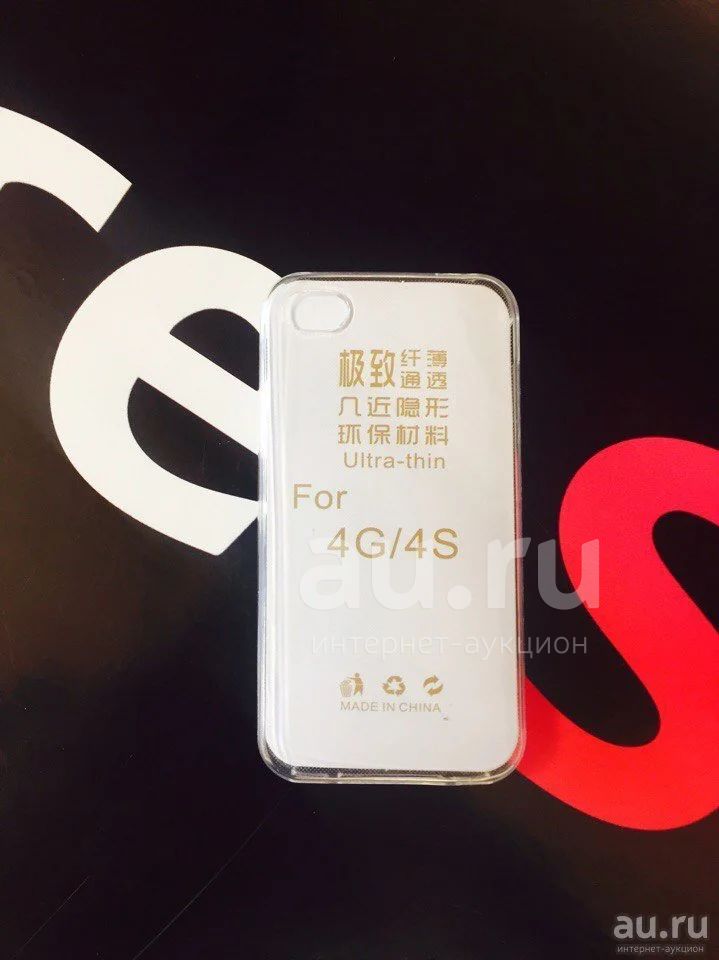 re
s
极致纤薄
通透
几近隐形
环保材料
Ultra-thin
For
4G/4S
au.ru
интернет-аукцион
MADE IN CHINA
au.ru
интернет-аукцион